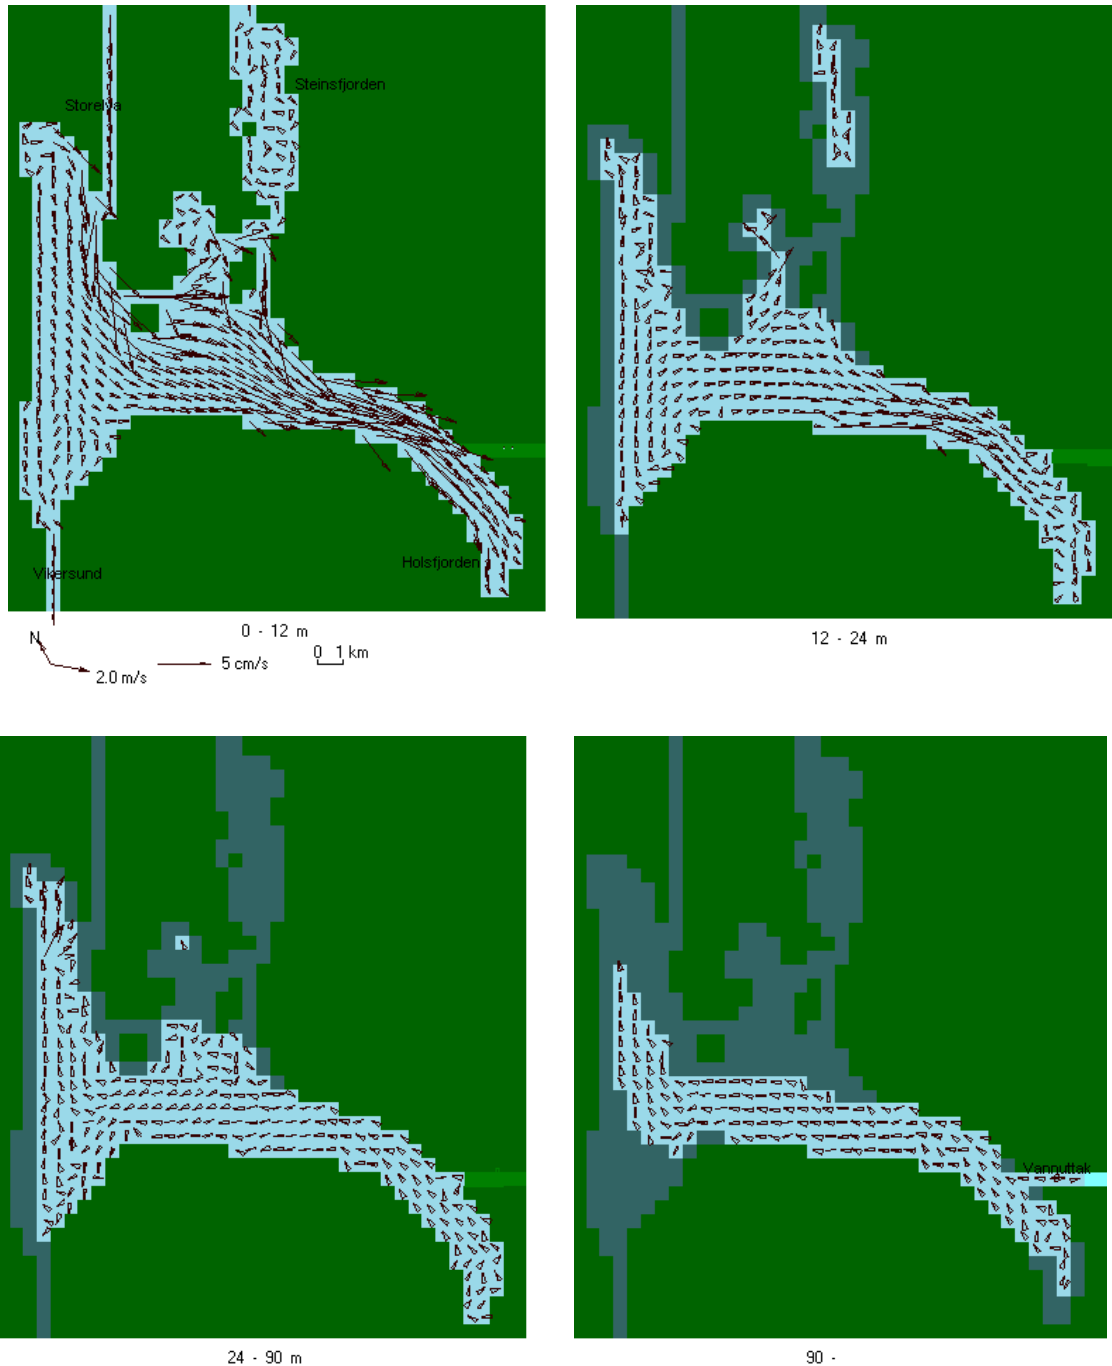 Steinsfjorden
Storelva
Holsfjorden
Vikersund
0 - 12 m
12 - 24 m
N
0 1 km
5 cm/s
2.0 m/s
Vannuttak
24 - 90 m
90 -